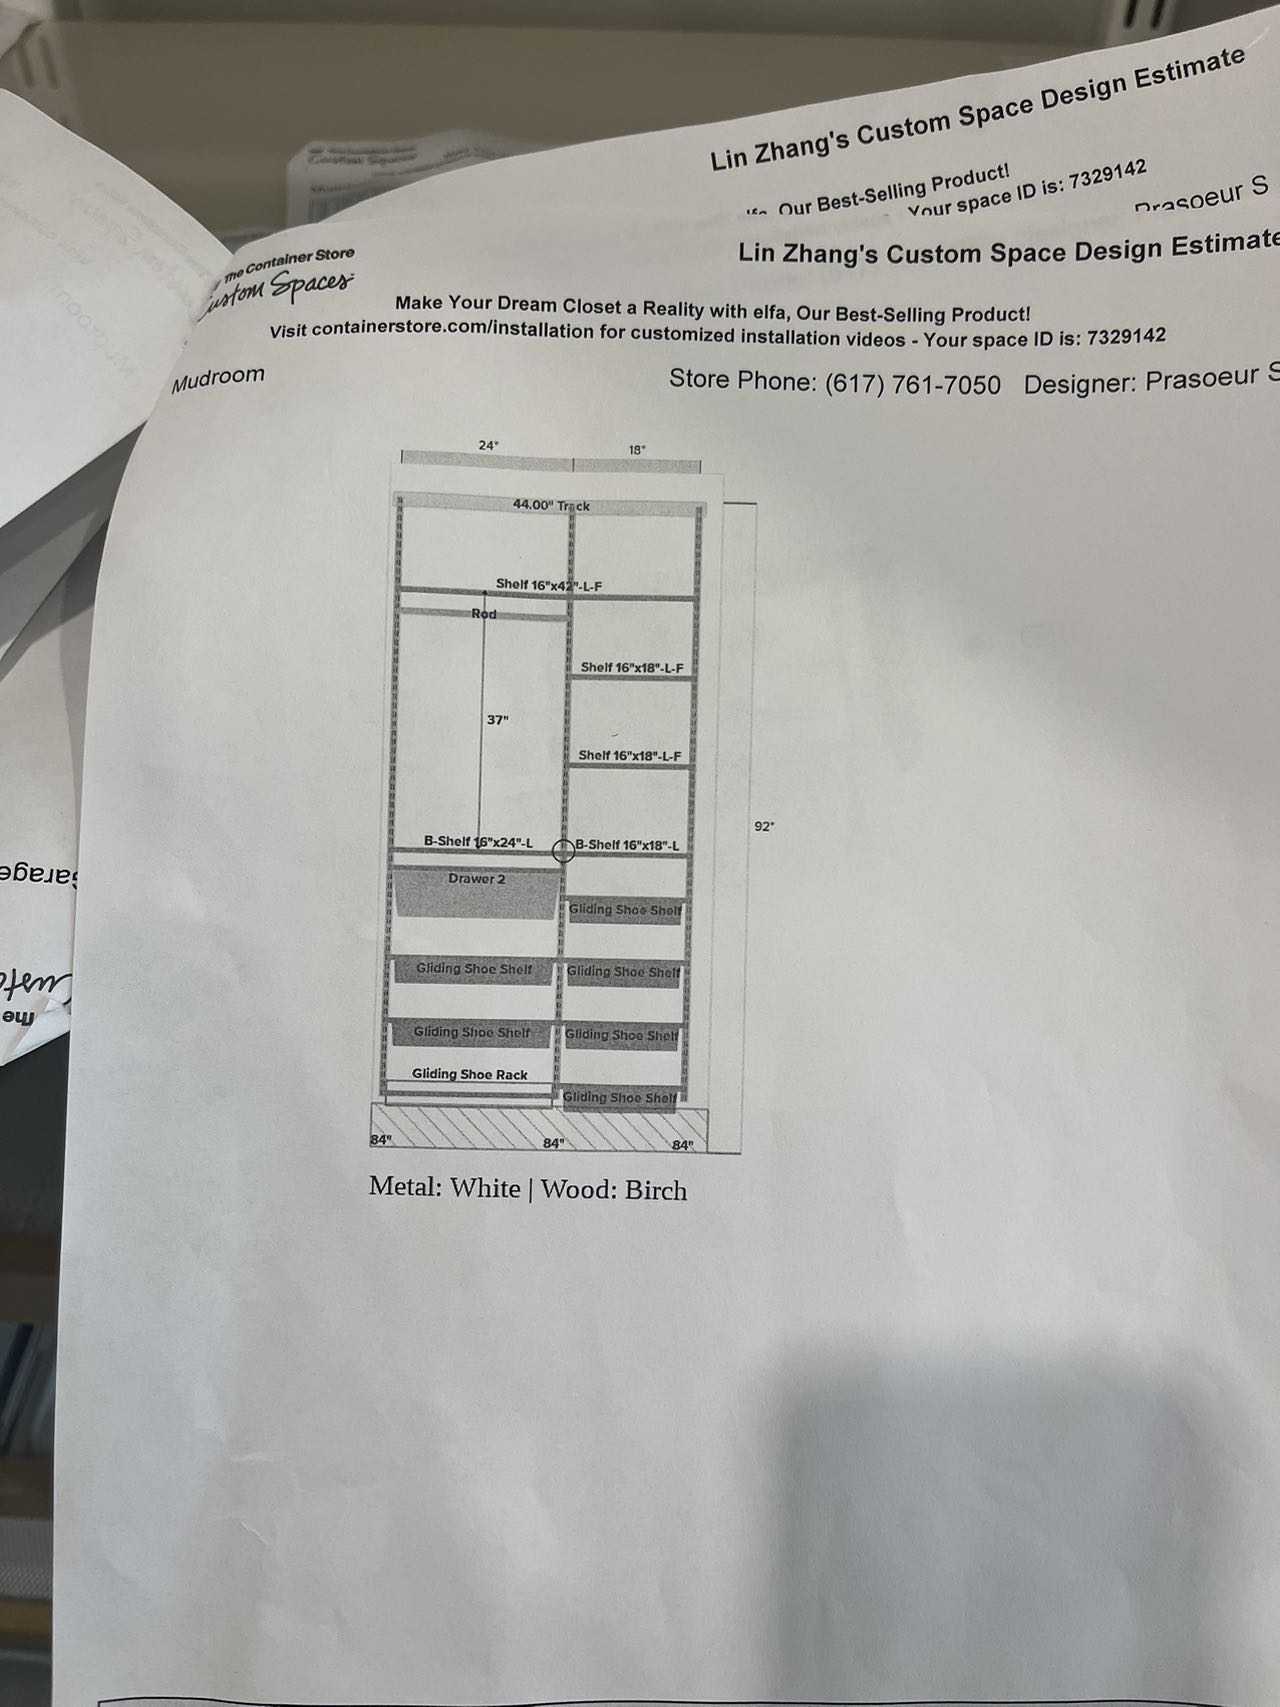 Lin Zhang's Custom Space Design Estimate
Our Best-Selling Product!
Your space ID is: 7329142
Prasoeur S
The Container Store
Custom Spaces
Lin Zhang's Custom Space Design Estimate
Make Your Dream Closet a Reality with elfa, Our Best-Selling Product!
Visit containerstore.com/installation for customized installation videos - Your space ID is: 7329142
Mudroom
Store Phone: (617) 761-7050 Designer: Prasoeur S
24" 18"
44.00" Track
Shelf 16"x42"-L-F
Rod
Shelf 16"x18"-L-F
37"
Shelf 16"x18"-L-F
92"
B-Shelf 16"x24"-L B-Shelf 16"x18"-L
Drawer 2
Gliding Shoe Shelf
Gliding Shoe Shelf Gliding Shoe Shelf
Gliding Shoe Shelf Gliding Shoe Shelf
Gliding Shoe Rack
Gliding Shoe Shelf
84" 84" 84"
Metal: White | Wood: Birch
Garage
The